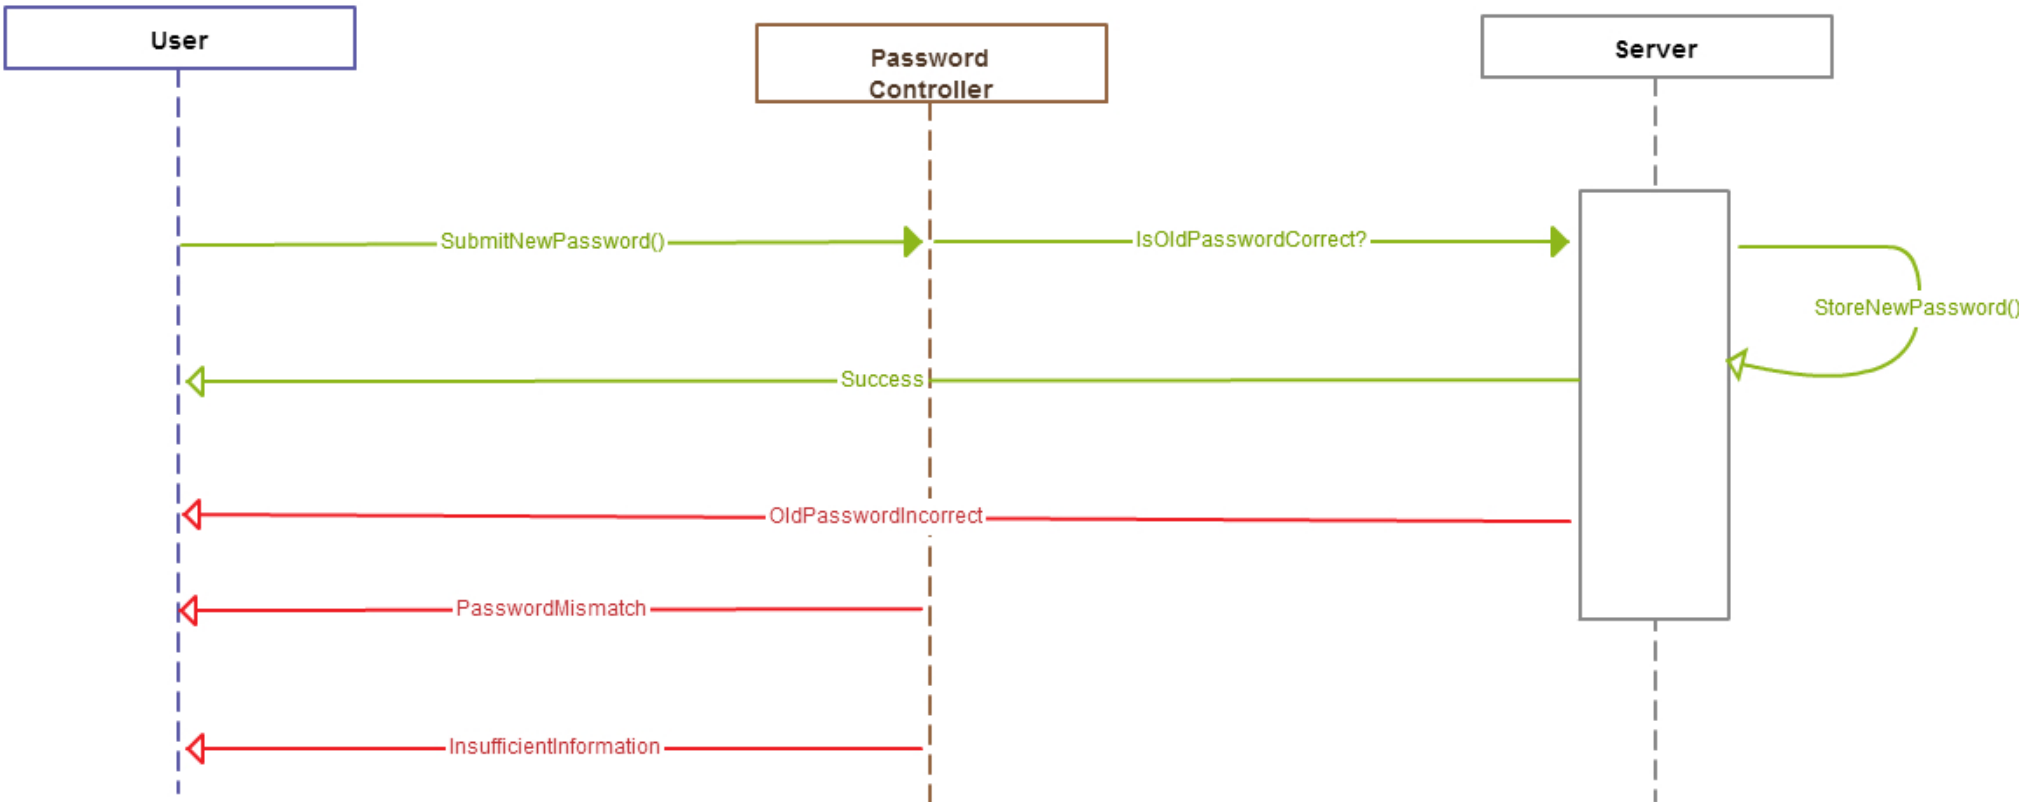 User
Password
Controller
Server
SubmitNewPassword()
IsOldPasswordCorrect?
StoreNewPassword()
Success
OldPasswordIncorrect
PasswordMismatch
InsufficientInformation